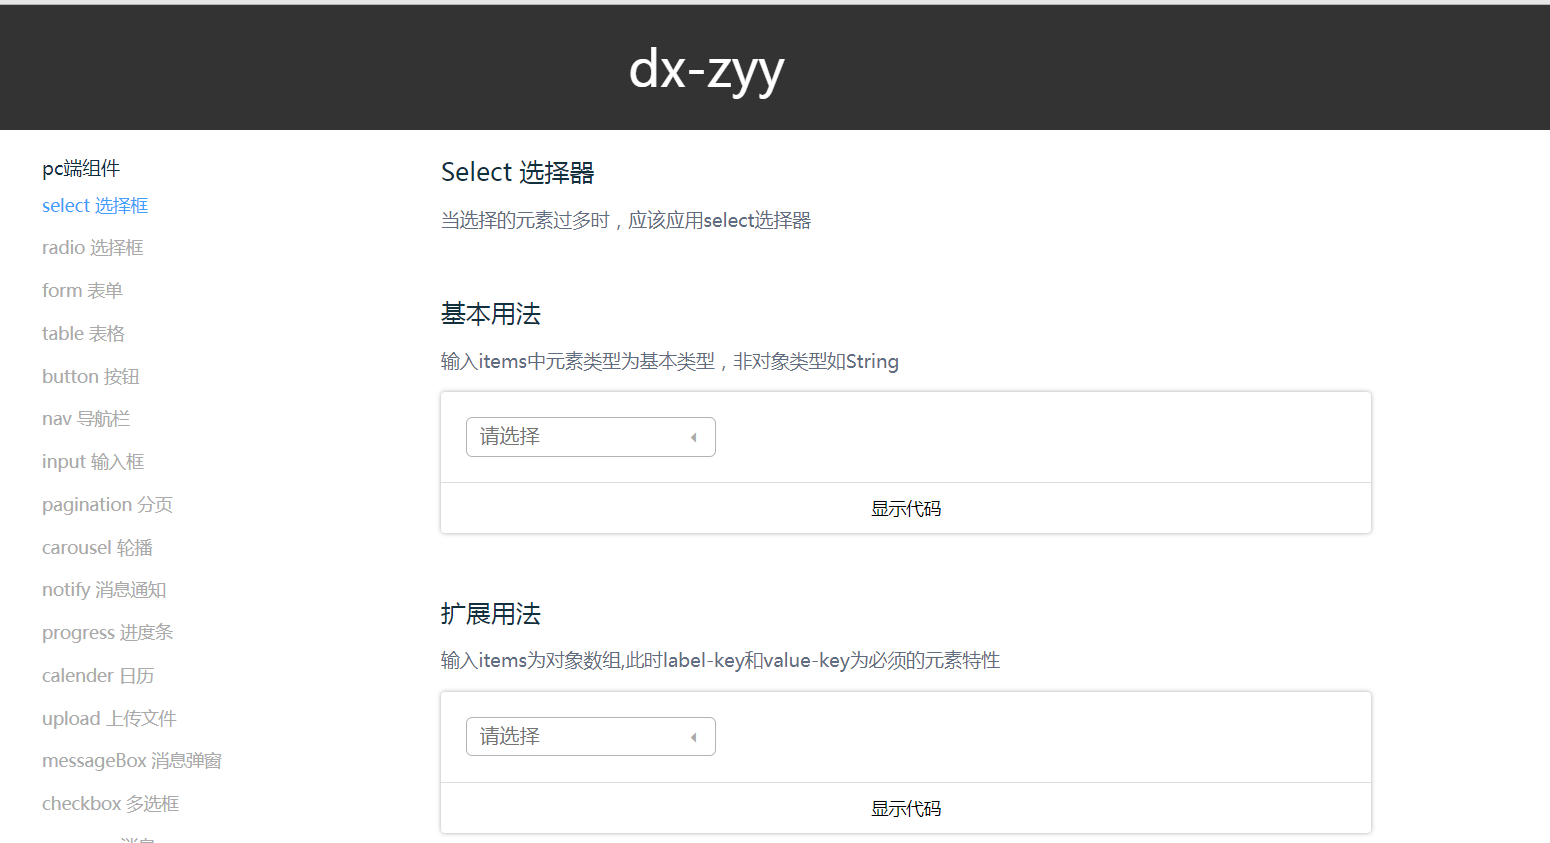 dx-zyy
pc端组件
select 选择框
radio 选择框
form 表单
table 表格
button 按钮
nav 导航栏
input 输入框
pagination 分页
carousel 轮播
notify 消息通知
progress 进度条
calender 日历
upload 上传文件
messageBox 消息弹窗
checkbox 多选框
Select 选择器
当选择的元素过多时，应该应用select选择器
基本用法
输入items中元素类型为基本类型，非对象类型如String
请选择
显示代码
扩展用法
输入items为对象数组,此时label-key和value-key为必须的元素特性
请选择
显示代码